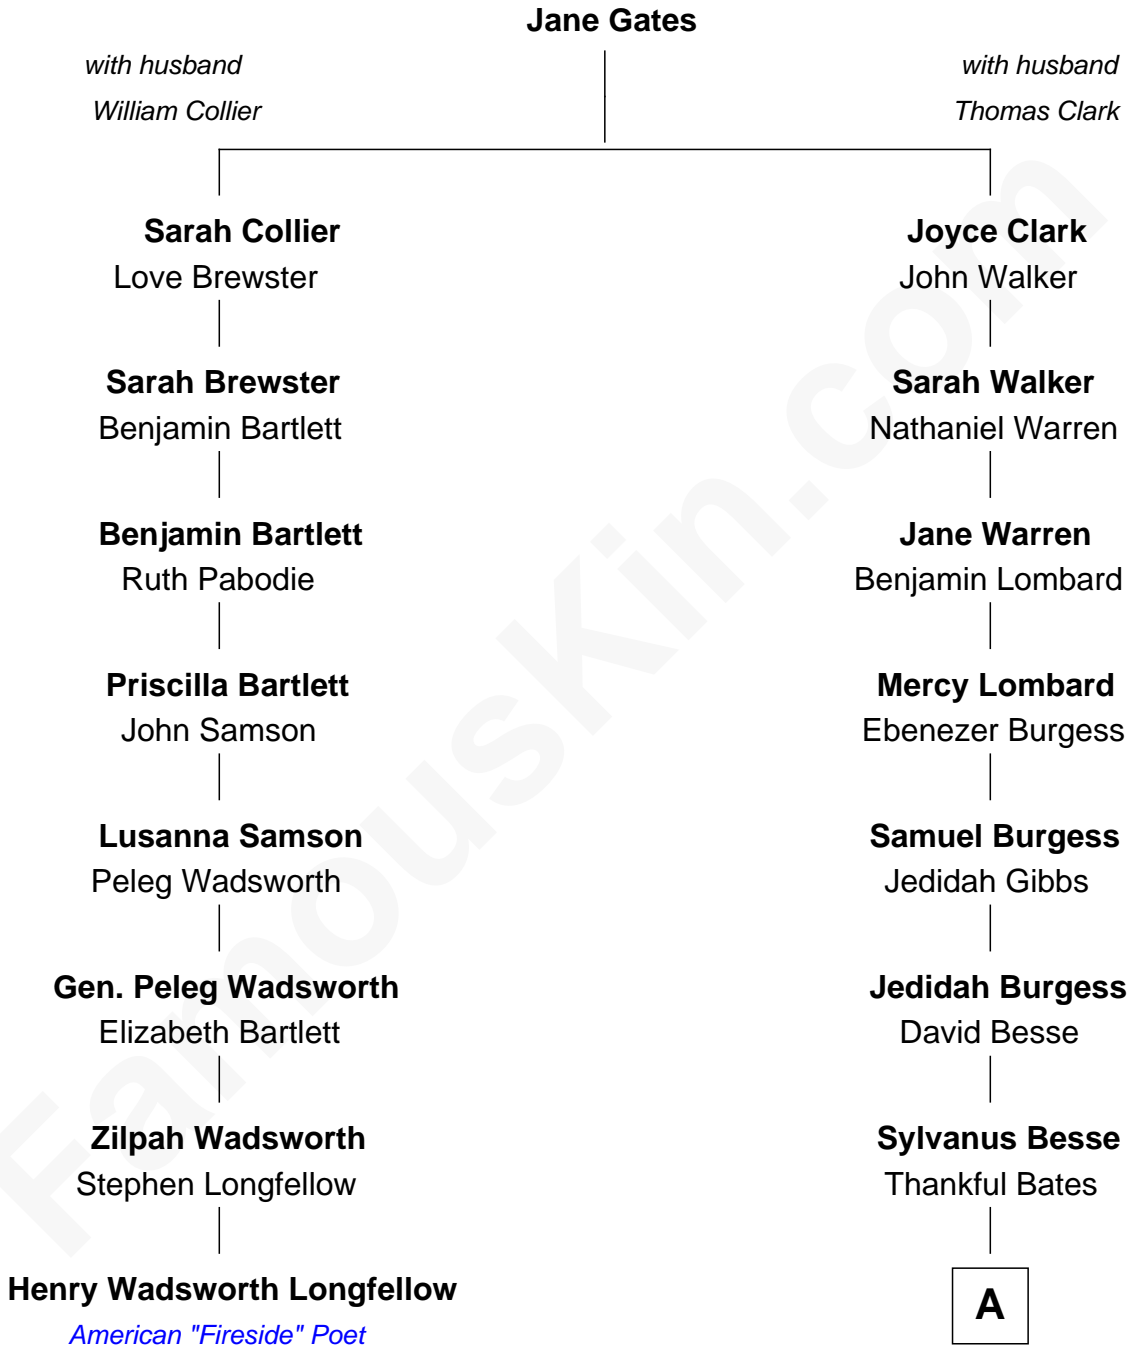 Jane Gates
with husband
William Collier
with husband
Thomas Clark
Sarah Collier
Love Brewster
Joyce Clark
John Walker
Sarah Brewster
Benjamin Bartlett
Sarah Walker
Nathaniel Warren
Benjamin Bartlett
Ruth Pabodie
Jane Warren
Benjamin Lombard
Priscilla Bartlett
John Samson
Mercy Lombard
Ebenezer Burgess
Lusanna Samson
Peleg Wadsworth
Samuel Burgess
Jedidah Gibbs
Gen. Peleg Wadsworth
Elizabeth Bartlett
Jedidah Burgess
David Besse
Zilpah Wadsworth
Stephen Longfellow
Sylvanus Besse
Thankful Bates
Henry Wadsworth Longfellow
American "Fireside" Poet
A
FamousKin.com